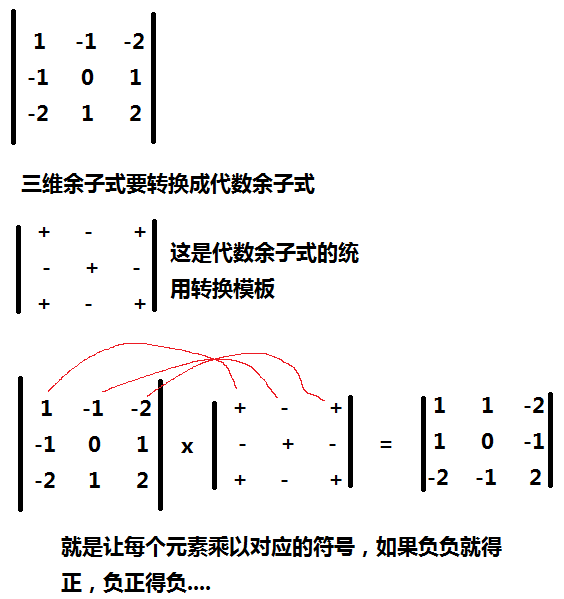 1 -1 -2
-1 0 1
-2 1 2
三维余子式要转换成代数余子式
+ - +
- + -
+ - +
这是代数余子式的统
用转换模板
1 -1 -2 + - + 1 1 -2
-1 0 1 x - + - = 1 0 -1
-2 1 2 + - + -2 -1 2
就是让每个元素乘以对应的符号，如果负负就得
正，负正得负....